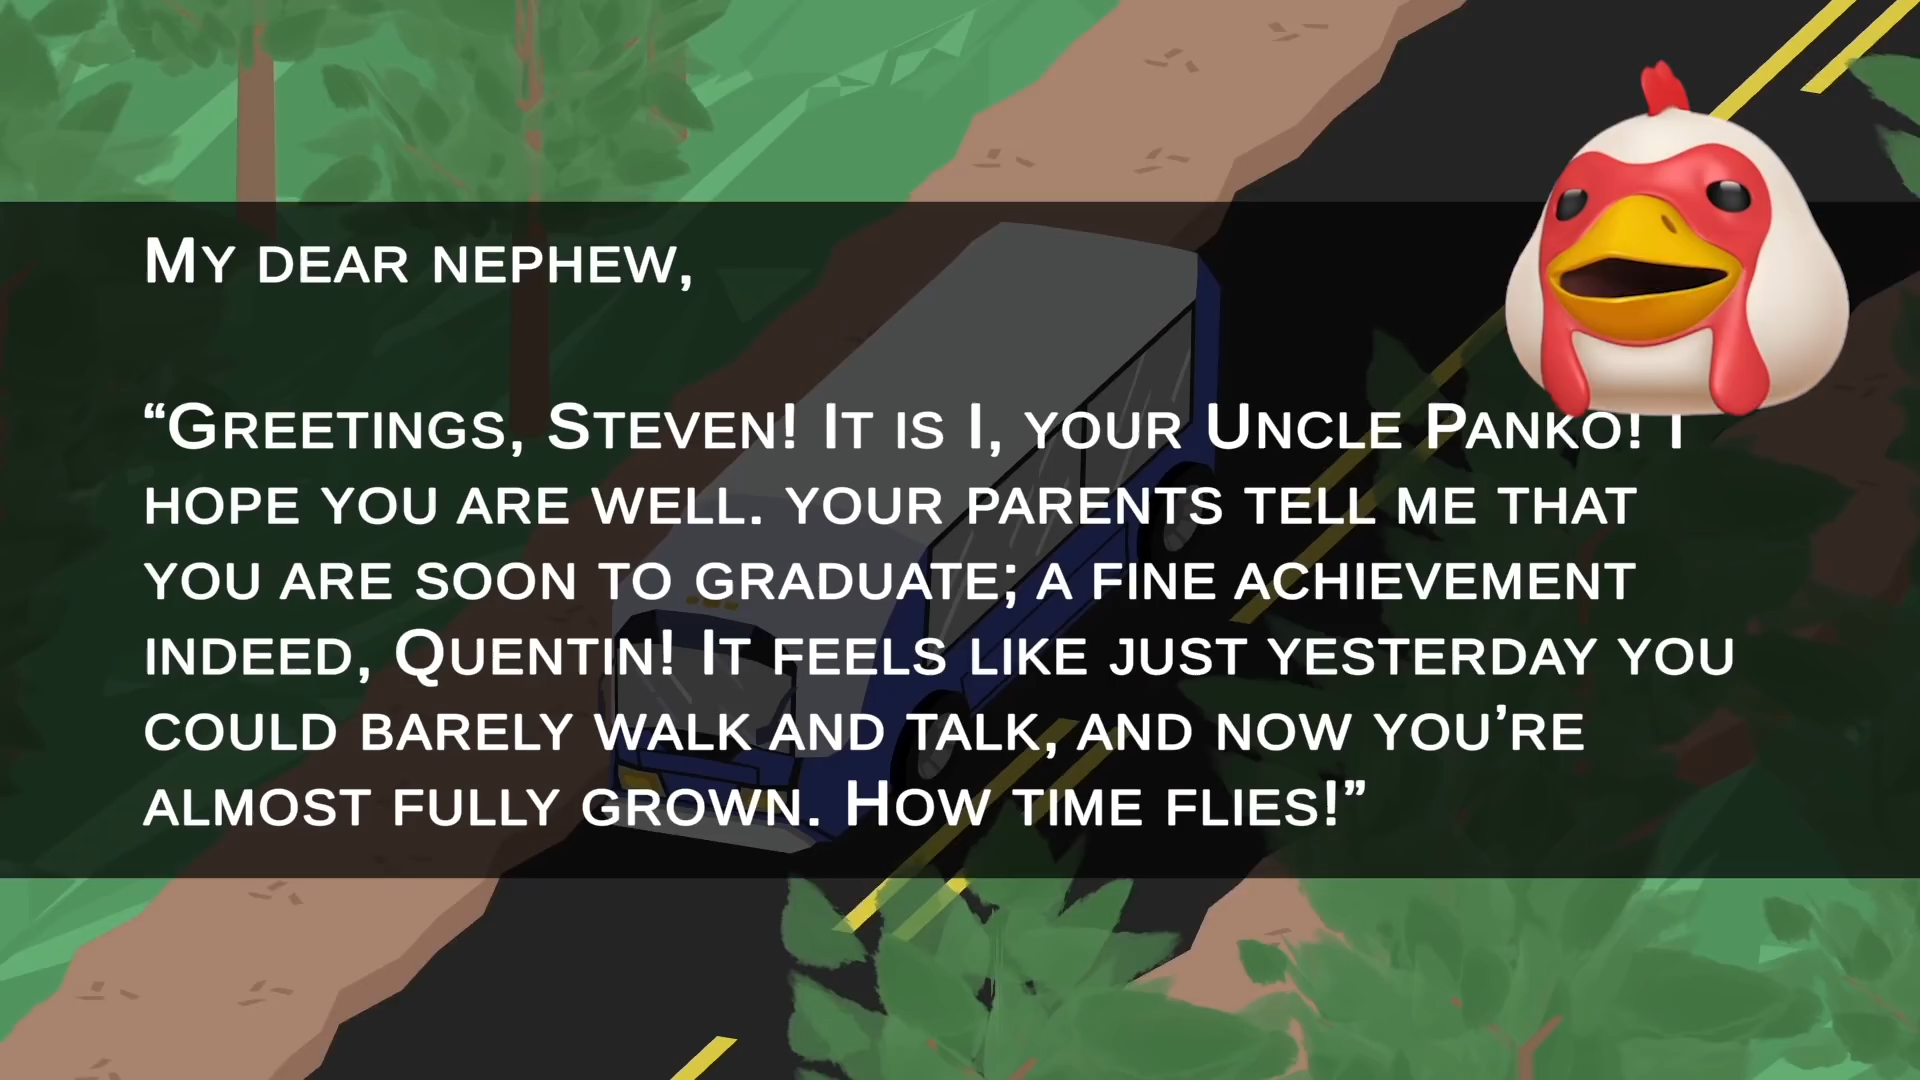 My dear nephew,
“Greetings, Steven! It is I, your Uncle Panko! I
hope you are well. Your parents tell me that
you are soon to graduate; a fine achievement
indeed, Quentin! It feels like just yesterday you
could barely walk and talk, and now you’re
almost fully grown. How time flies!”